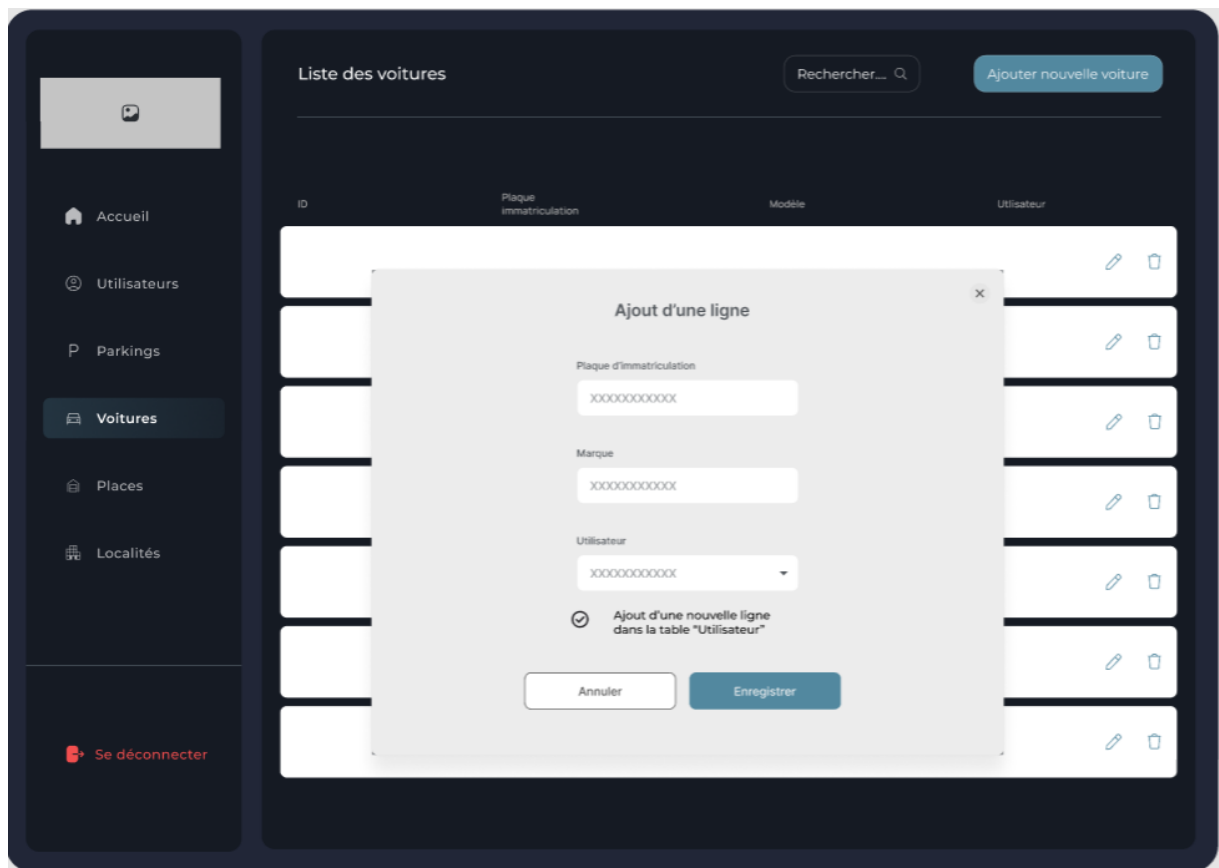 Liste des voitures
Rechercher....
Ajouter nouvelle voiture
Accueil
Utilisateurs
P Parkings
Voitures
Places
Localités
Se déconnecter
ID
Plaque
immatriculation
Modèle
Utlisateur
Ajout d'une ligne
Plaque d'immatriculation
XXXXXXXXXXX
Marque
XXXXXXXXXXX
Utilisateur
XXXXXXXXXXX
Ajout d'une nouvelle ligne
dans la table "Utilisateur"
Annuler
Enregistrer